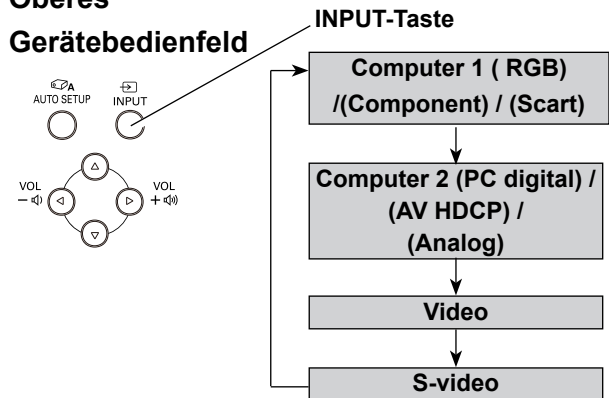 Oberes
Gerätebedienfeld
INPUT-Taste
A
AUTO SETUP
INPUT
VOL
−
VOL
+
Computer 1 ( RGB)
/(Component) / (Scart)
Computer 2 (PC digital) /
(AV HDCP) /
(Analog)
Video
S-video